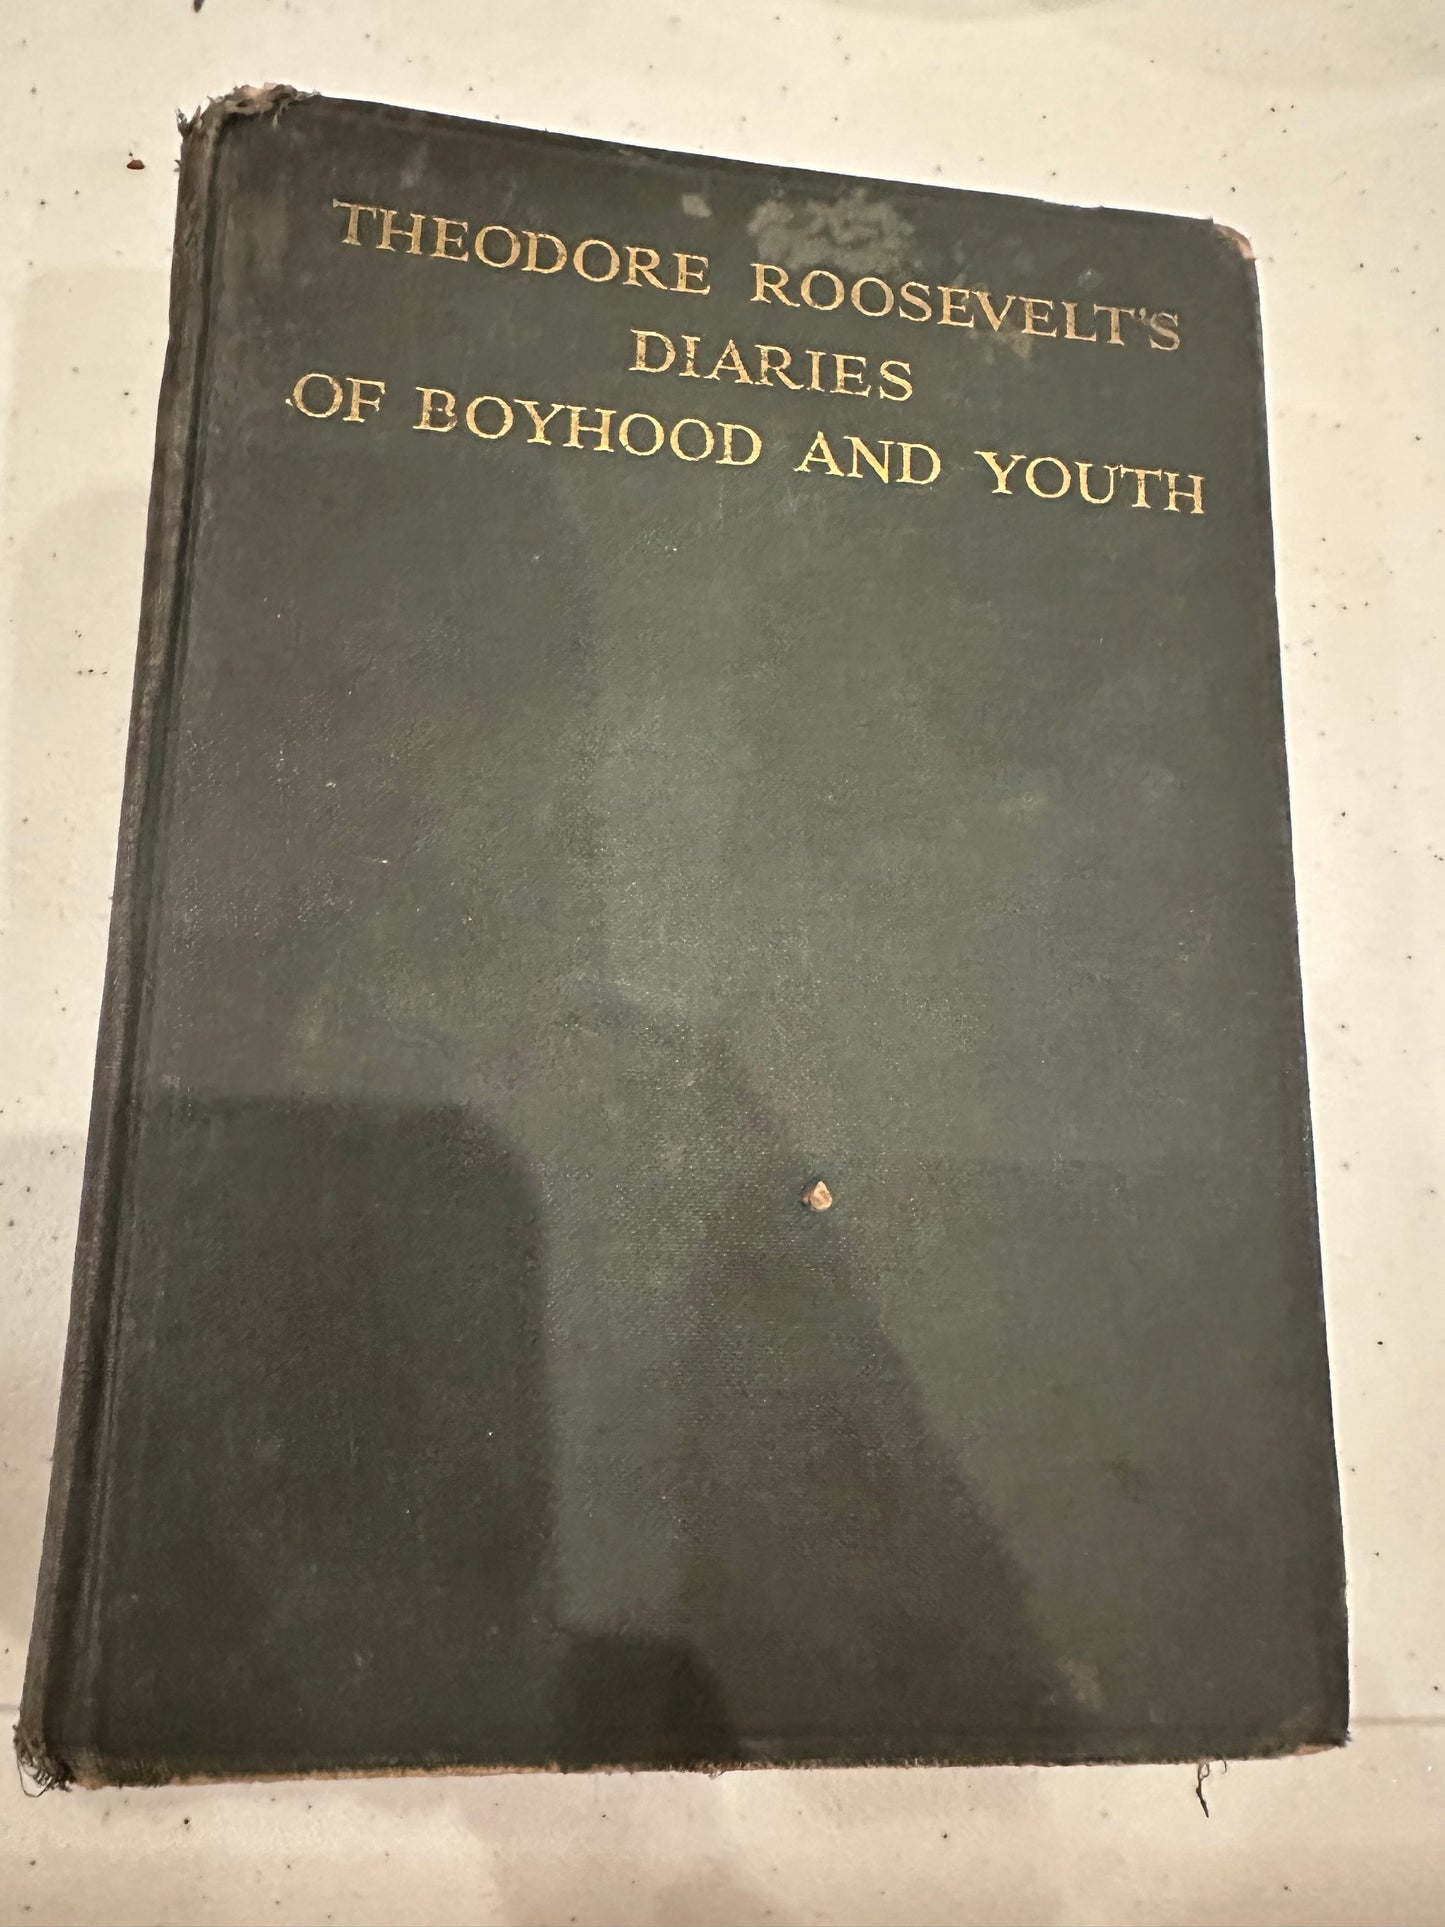 THEODORE ROOSEVELT'S
DIARIES
OF BOYHOOD AND YOUTH